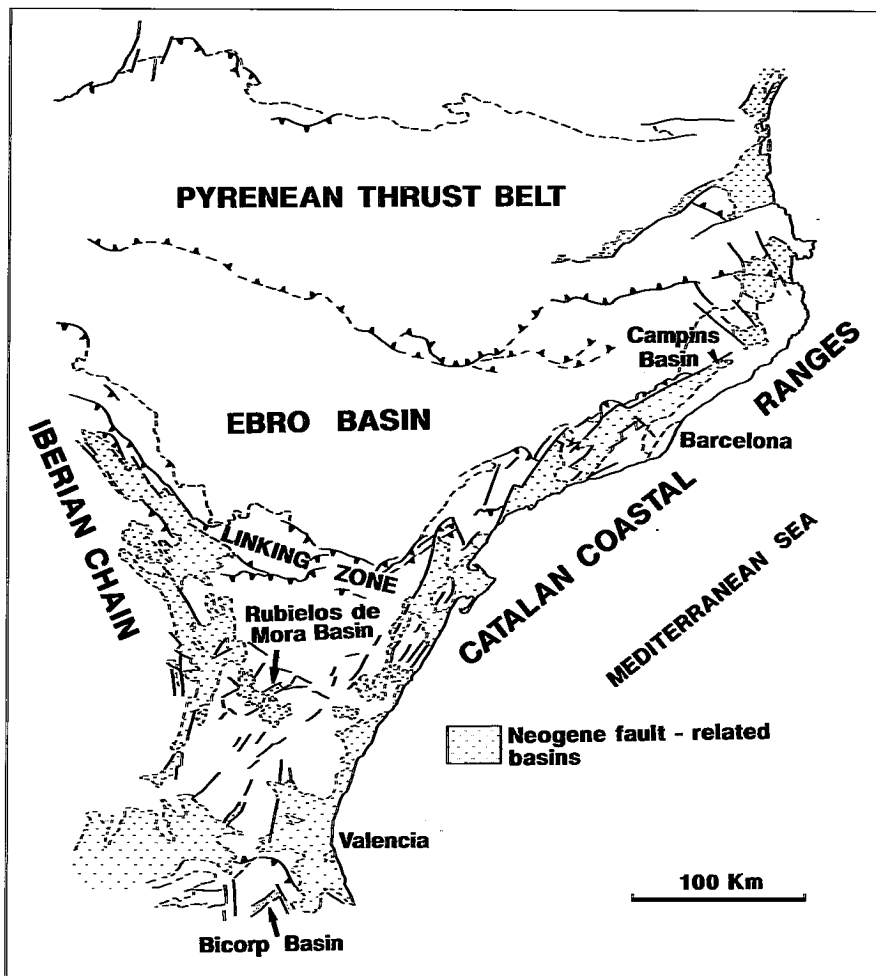 PYRENEAN THRUST BELT
Campins
Basin
RANGES
EBRO BASIN
Barcelona
IBERIAN CHAIN
LINKING
ZONE
CATALAN COASTAL
Rubielos de
Mora Basin
MEDITERRANEAN SEA
Neogene fault - related
basins
Valencia
100 Km
Bicorp Basin